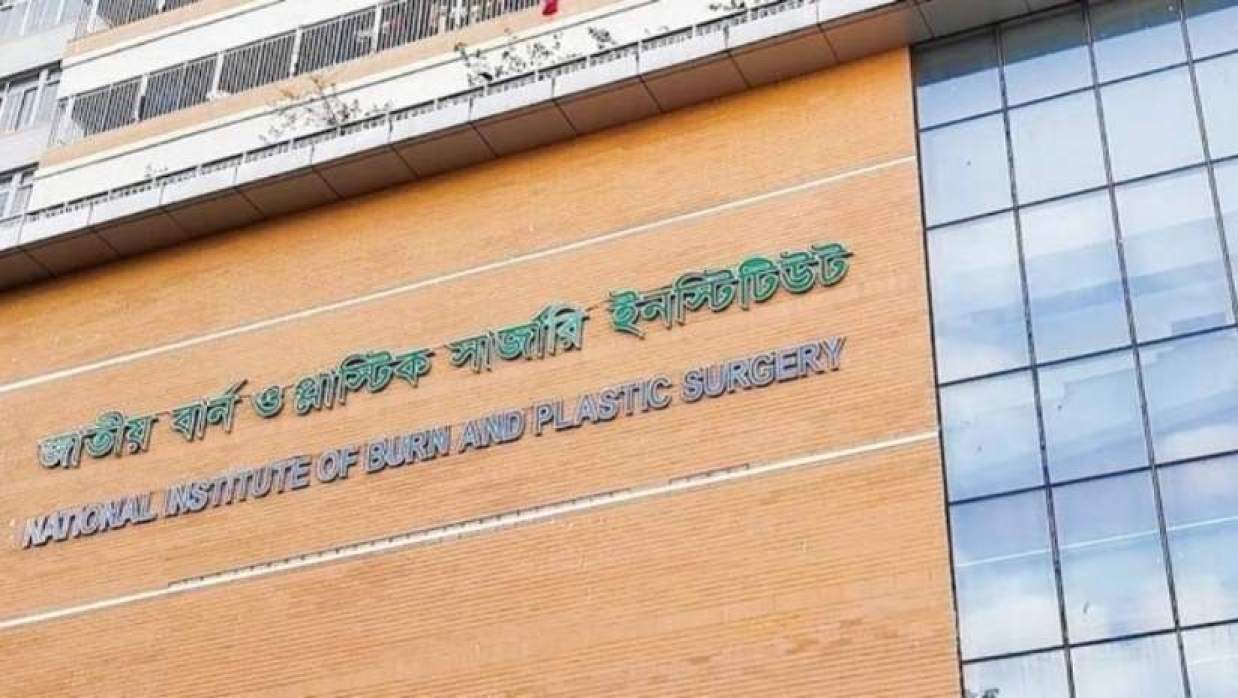 জাতীয় বার্ন ও প্লাস্টিক সার্জারি ইনস্টিটিউট
NATIONAL INSTITUTE OF BURN AND PLASTIC SURGERY